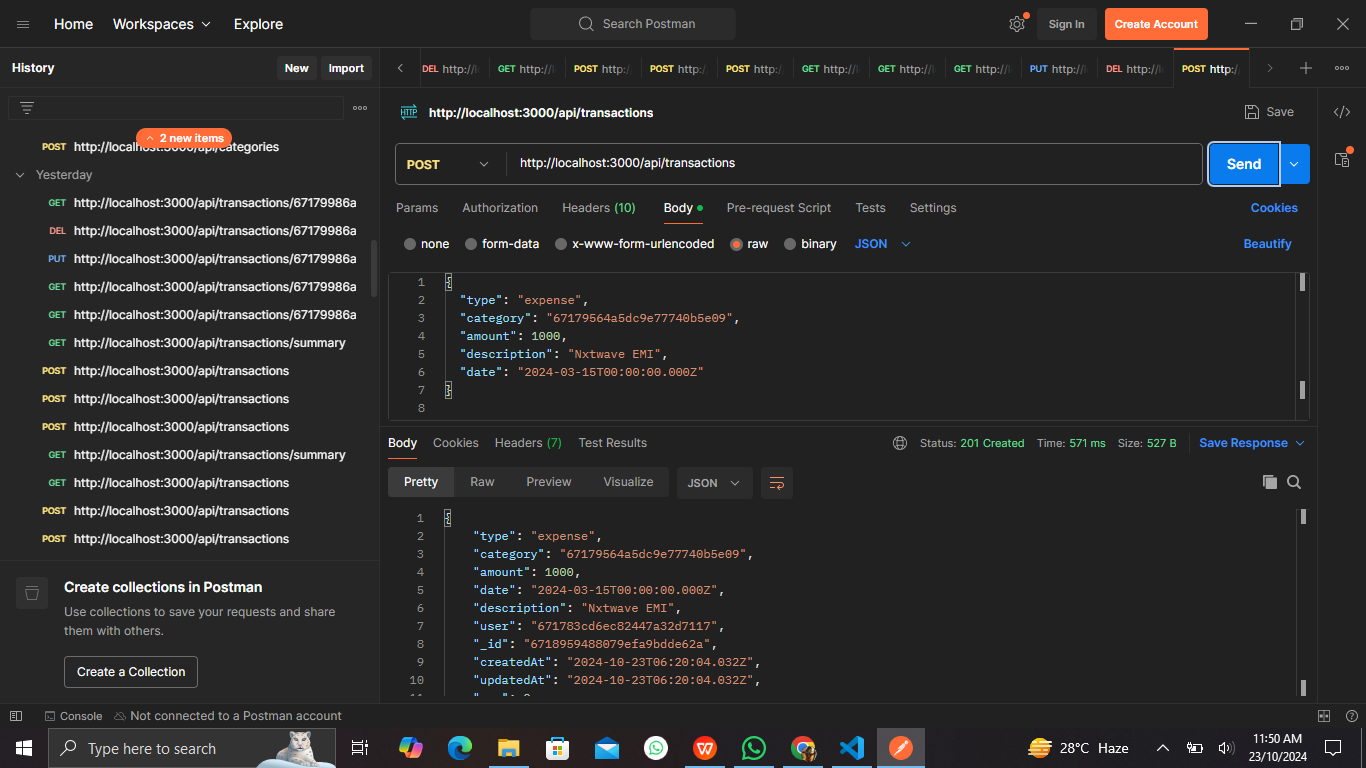 Home Workspaces Explore Search Postman Sign In Create Account
History New Import
DEL http://l GET http://l POST http:/ POST http:/ POST http:/ GET http://l GET http://l GET http://l PUT http://l DEL http://l POST http:/
HTTP http://localhost:3000/api/transactions Save
2 new items
POST http://localhost:3000/api/categories
Yesterday
GET http://localhost:3000/api/transactions/67179986a
DEL http://localhost:3000/api/transactions/67179986a
PUT http://localhost:3000/api/transactions/67179986a
GET http://localhost:3000/api/transactions/67179986a
GET http://localhost:3000/api/transactions/67179986a
GET http://localhost:3000/api/transactions/summary
POST http://localhost:3000/api/transactions
POST http://localhost:3000/api/transactions
POST http://localhost:3000/api/transactions
GET http://localhost:3000/api/transactions/summary
GET http://localhost:3000/api/transactions
POST http://localhost:3000/api/transactions
POST http://localhost:3000/api/transactions
Create collections in Postman
Use collections to save your requests and share
them with others.
Create a Collection
POST http://localhost:3000/api/transactions Send
Params Authorization Headers (10) Body Pre-request Script Tests Settings Cookies
none form-data x-www-form-urlencoded raw binary JSON Beautify
1 {
2 "type": "expense",
3 "category": "67179564a5dc9e77740b5e09",
4 "amount": 1000,
5 "description": "Nxtwave EMI",
6 "date": "2024-03-15T00:00:00.000Z"
7 }
8
Body Cookies Headers (7) Test Results Status: 201 Created Time: 571 ms Size: 527 B Save Response
Pretty Raw Preview Visualize JSON
1 {
2 "type": "expense",
3 "category": "67179564a5dc9e77740b5e09",
4 "amount": 1000,
5 "date": "2024-03-15T00:00:00.000Z",
6 "description": "Nxtwave EMI",
7 "user": "671783cd6ec82447a32d7117",
8 "_id": "6718959488079efa9bdde62a",
9 "createdAt": "2024-10-23T06:20:04.032Z",
10 "updatedAt": "2024-10-23T06:20:04.032Z",
Console Not connected to a Postman account
Type here to search 28°C Haze 11:50 AM
23/10/2024